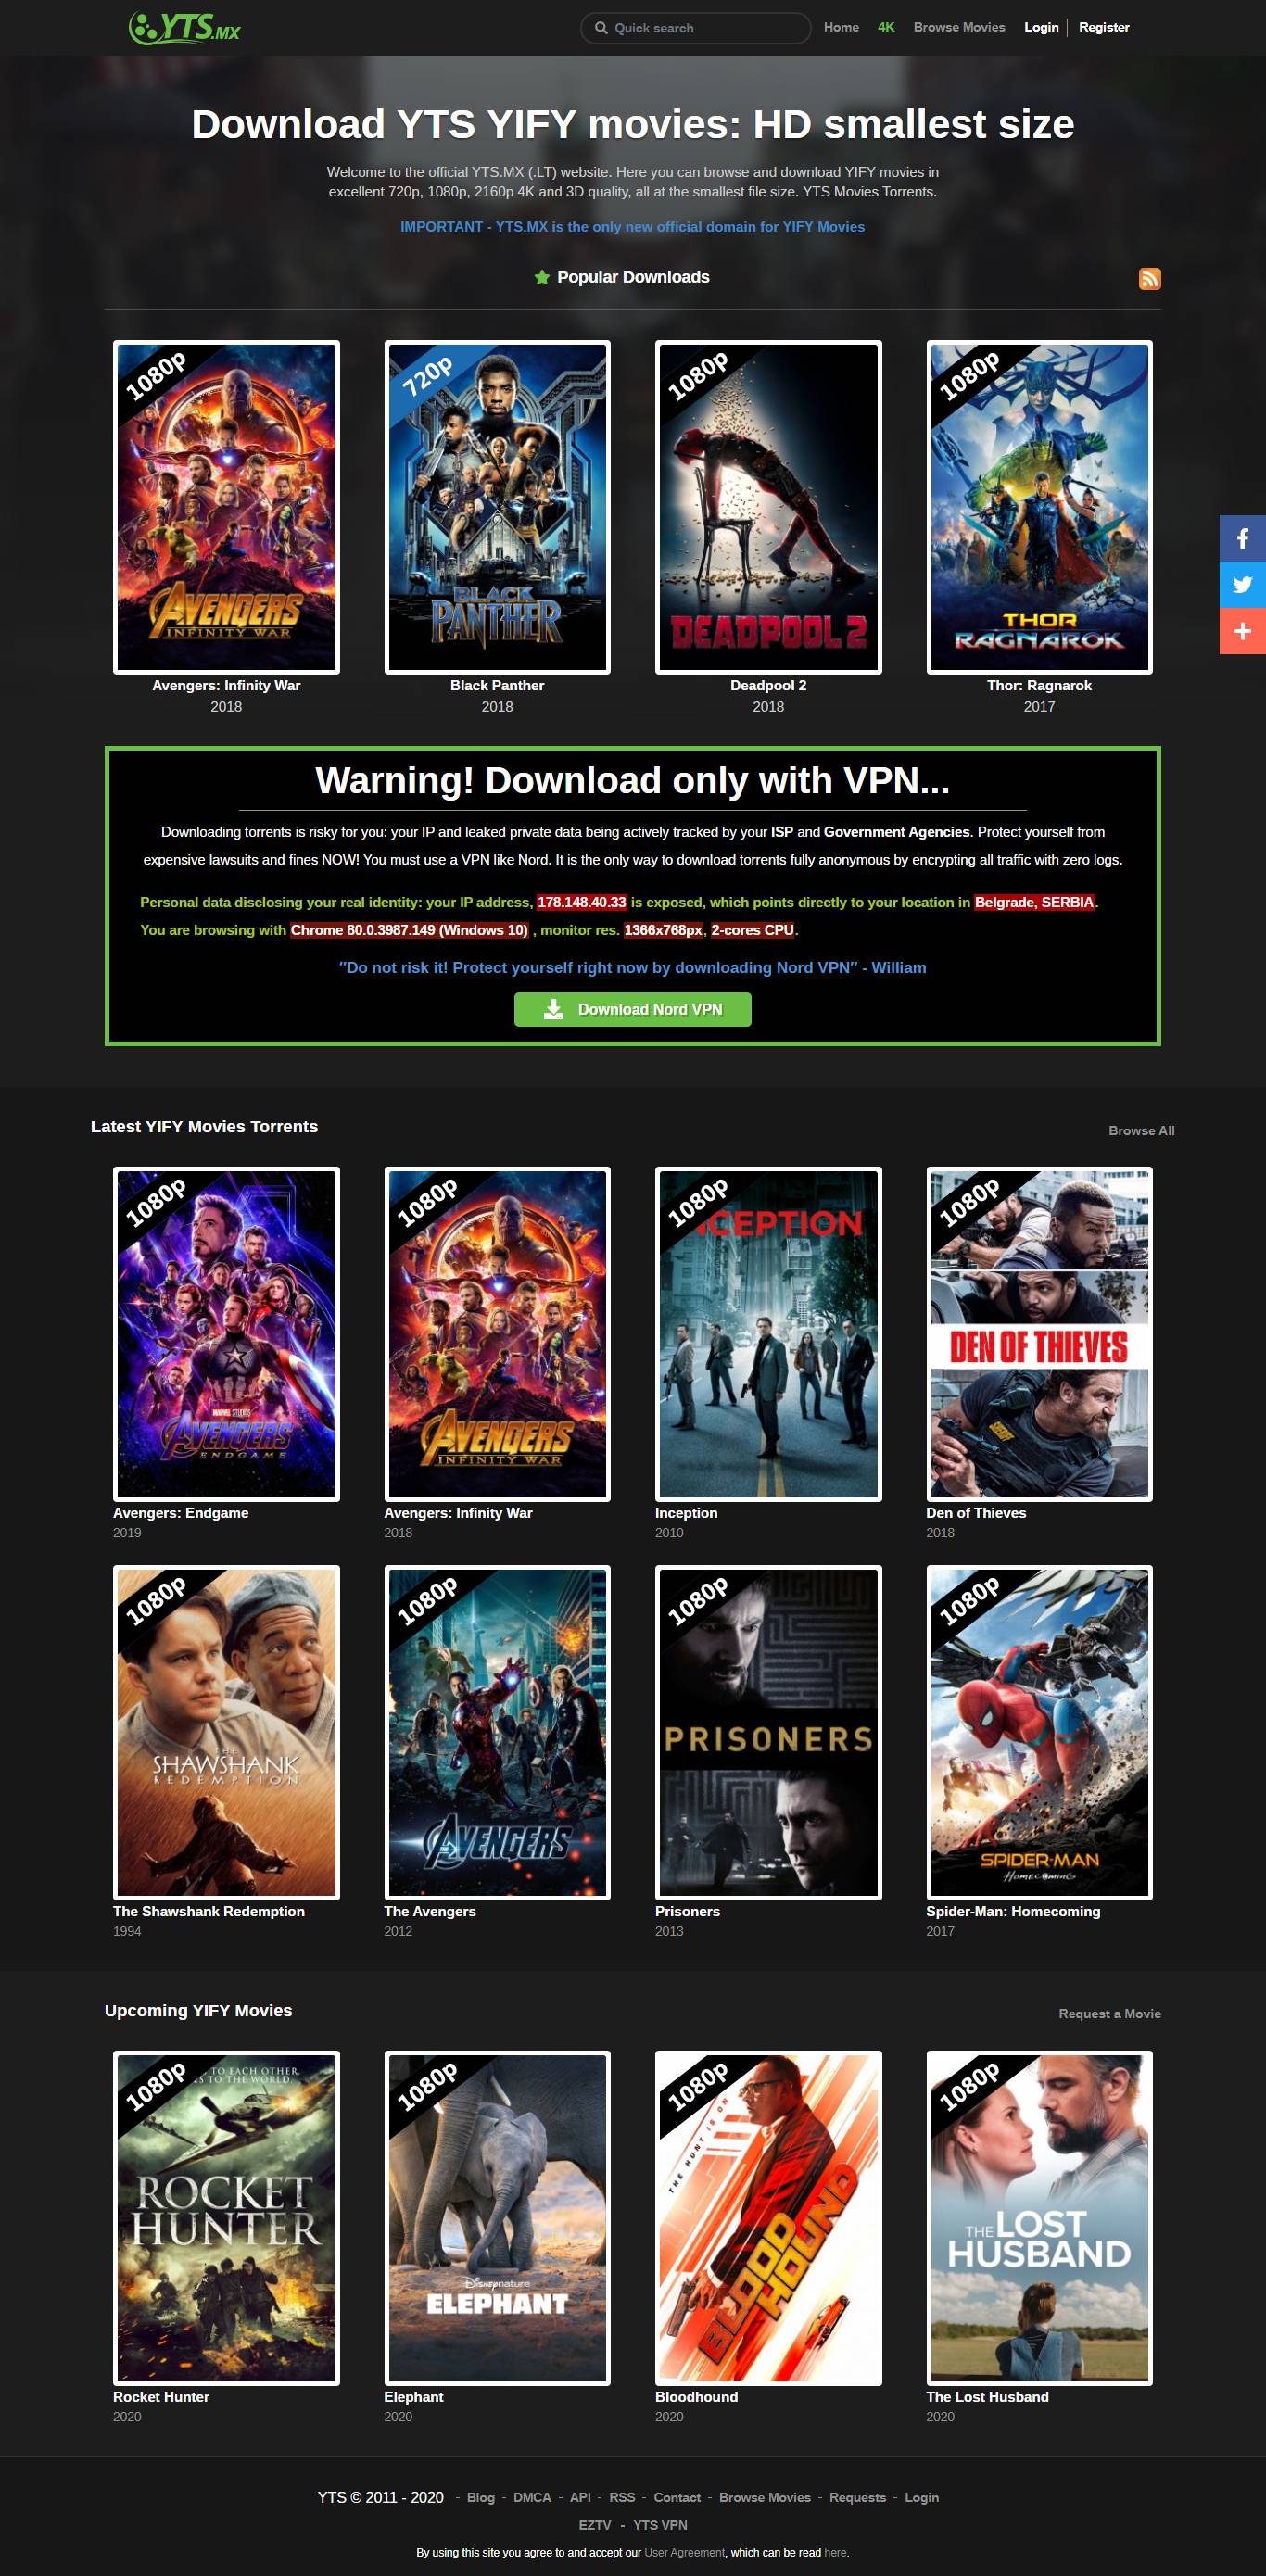 YTS.MX
Quick search
Home
4K
Browse Movies
Login
Register
Download YTS YIFY movies: HD smallest size
Welcome to the official YTS.MX (.LT) website. Here you can browse and download YIFY movies in
excellent 720p, 1080p, 2160p 4K and 3D quality, all at the smallest file size. YTS Movies Torrents.
IMPORTANT - YTS.MX is the only new official domain for YIFY Movies
Popular Downloads
1080p
AVENGERS
INFINITY WAR
720p
BLACK
PANTHER
1080p
DEADPOOL 2
1080p
THOR
RAGNAROK
Avengers: Infinity War
2018
Black Panther
2018
Deadpool 2
2018
Thor: Ragnarok
2017
Warning! Download only with VPN...
Downloading torrents is risky for you: your IP and leaked private data being actively tracked by your ISP and Government Agencies. Protect yourself from
expensive lawsuits and fines NOW! You must use a VPN like Nord. It is the only way to download torrents fully anonymous by encrypting all traffic with zero logs.
Personal data disclosing your real identity: your IP address, 178.148.40.33 is exposed, which points directly to your location in Belgrade, SERBIA.
You are browsing with Chrome 80.0.3987.149 (Windows 10) , monitor res. 1366x768px, 2-cores CPU.
"Do not risk it! Protect yourself right now by downloading Nord VPN" - William
Download Nord VPN
Latest YIFY Movies Torrents
Browse All
1080p
MARVEL STUDIOS
AVENGERS
ENDGAME
1080p
AVENGERS
INFINITY WAR
1080p
CEPTION
1080p
DEN OF THIEVES
Avengers: Endgame
2019
Avengers: Infinity War
2018
Inception
2010
Den of Thieves
2018
1080p
THE
SHAWSHANK
REDEMPTION
1080p
AVENGERS
1080p
PRISONERS
1080p
SPIDER-MAN
HOMECOMING
The Shawshank Redemption
1994
The Avengers
2012
Prisoners
2013
Spider-Man: Homecoming
2017
Upcoming YIFY Movies
Request a Movie
1080p
TO EACH OTHER.
TO THE WORLD.
ROCKET
HUNTER
1080p
Disneynature
ELEPHANT
1080p
THE HUNT IS ON
BLOOD
HOUND
1080p
THE LOST
HUSBAND
Rocket Hunter
2020
Elephant
2020
Bloodhound
2020
The Lost Husband
2020
YTS © 2011 - 2020 - Blog - DMCA - API - RSS - Contact - Browse Movies - Requests - Login
EZTV - YTS VPN
By using this site you agree to and accept our User Agreement, which can be read here.